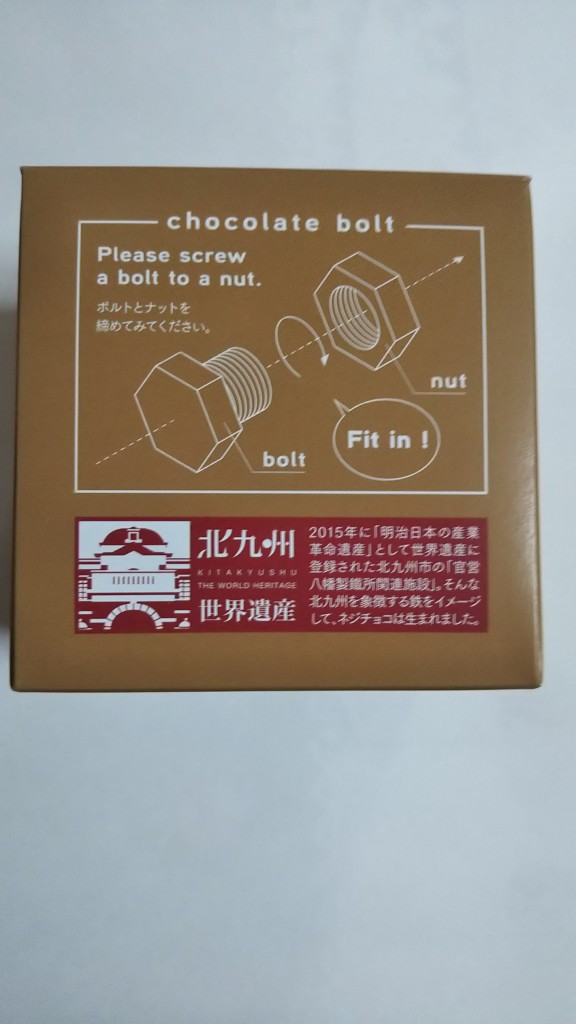 chocolate bolt
Please screw
a bolt to a nut.
ボルトとナットを
締めてみてください。
nut
Fit in !
bolt
北九州
KITAKYUSHU
THE WORLD HERITAGE
世界遺産
2015年に「明治日本の産業
革命遺産」として世界遺産に
登録された北九州市の「官営
八幡製鐵所関連施設」。そんな
北九州を象徴する鉄をイメージ
して、ネジチョコは生まれました。